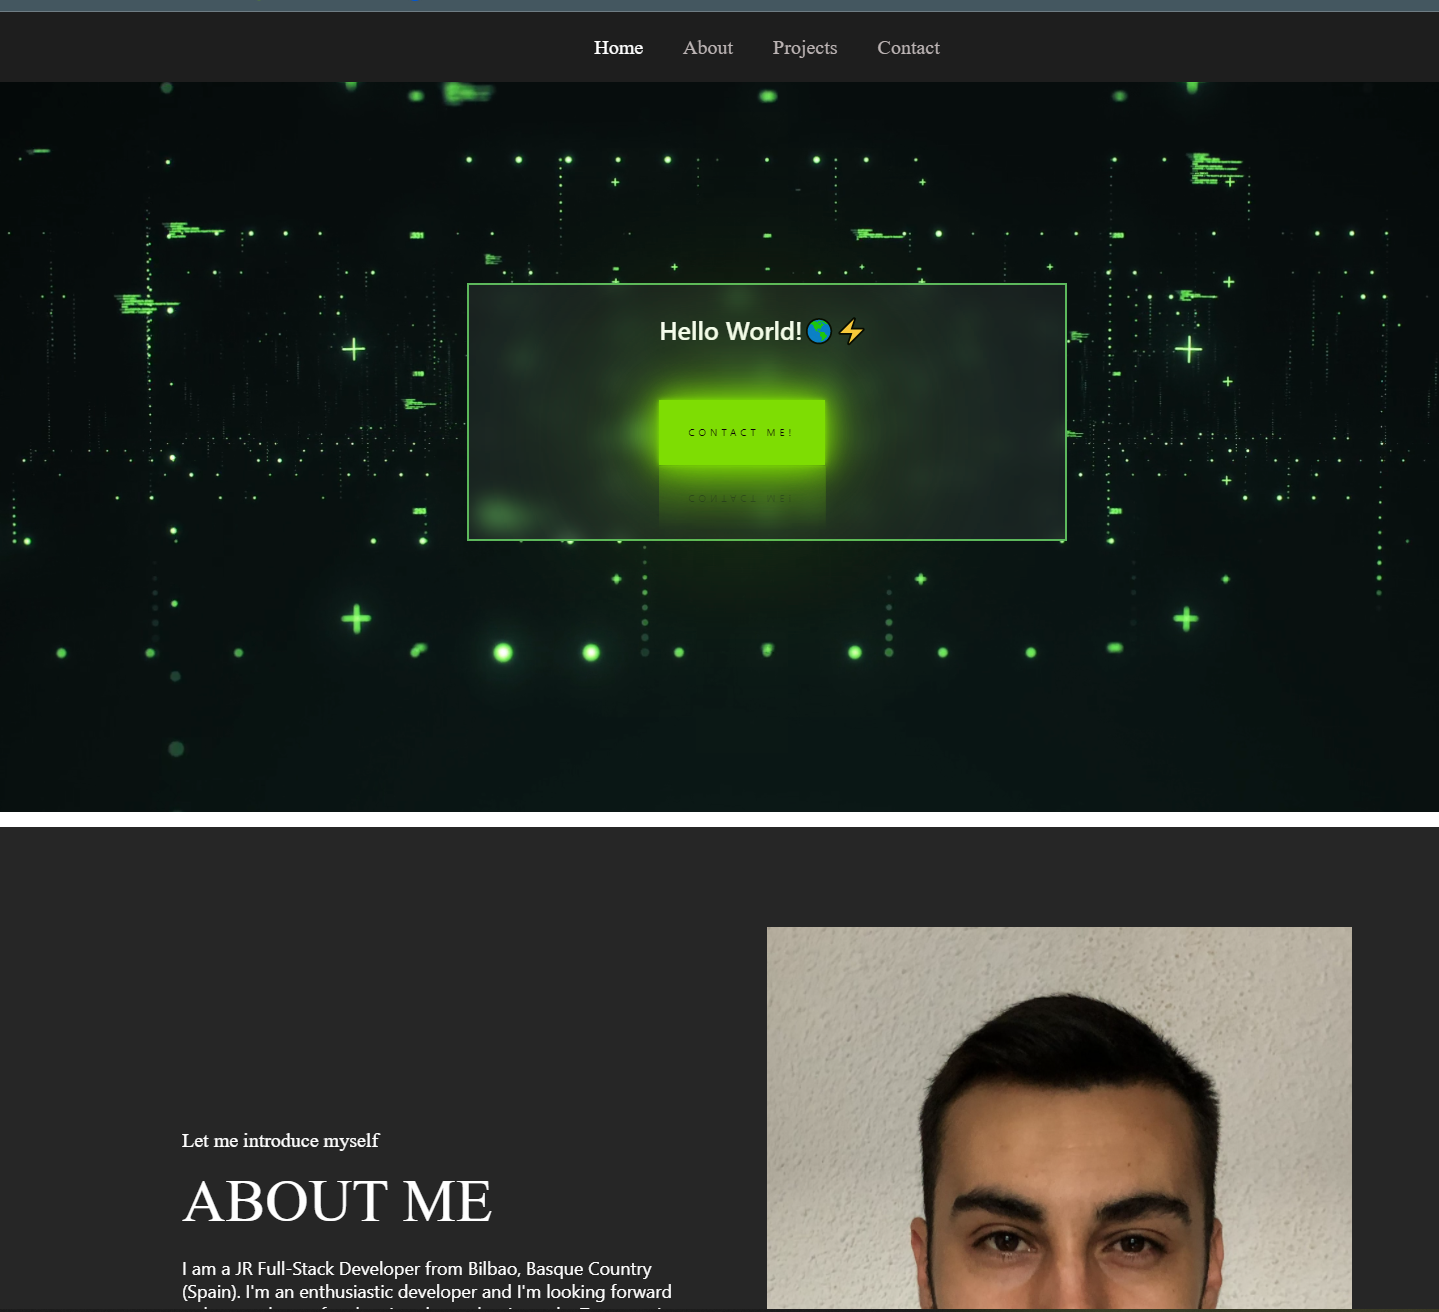 Home About Projects Contact
Hello World!🌎⚡
CONTACT ME!
Let me introduce myself
ABOUT ME
I am a JR Full-Stack Developer from Bilbao, Basque Country
(Spain). I'm an enthusiastic developer and I'm looking forward